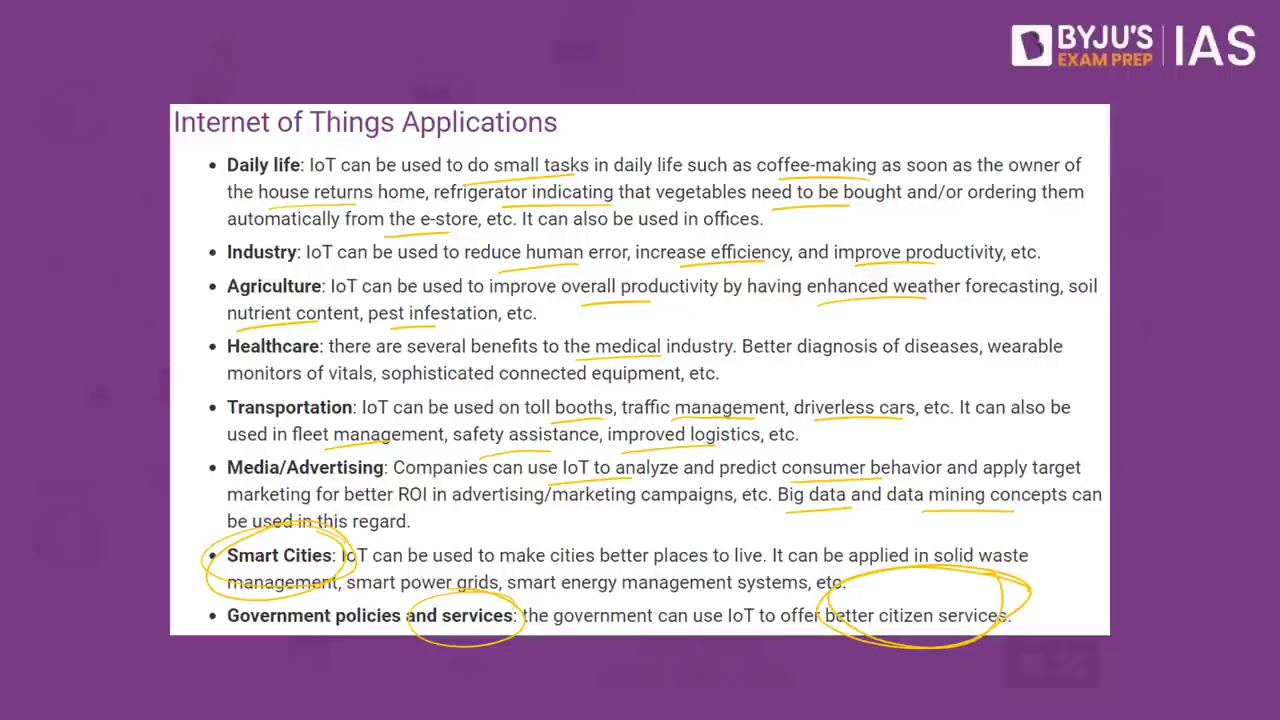 BYJU'S
EXAM PREP
IAS
Internet of Things Applications
• Daily life: IoT can be used to do small tasks in daily life such as coffee-making as soon as the owner of
the house returns home, refrigerator indicating that vegetables need to be bought and/or ordering them
automatically from the e-store, etc. It can also be used in offices.
• Industry: IoT can be used to reduce human error, increase efficiency, and improve productivity, etc.
• Agriculture: IoT can be used to improve overall productivity by having enhanced weather forecasting, soil
nutrient content, pest infestation, etc.
• Healthcare: there are several benefits to the medical industry. Better diagnosis of diseases, wearable
monitors of vitals, sophisticated connected equipment, etc.
• Transportation: IoT can be used on toll booths, traffic management, driverless cars, etc. It can also be
used in fleet management, safety assistance, improved logistics, etc.
• Media/Advertising: Companies can use IoT to analyze and predict consumer behavior and apply target
marketing for better ROI in advertising/marketing campaigns, etc. Big data and data mining concepts can
be used in this regard.
• Smart Cities: IoT can be used to make cities better places to live. It can be applied in solid waste
management, smart power grids, smart energy management systems, etc.
• Government policies and services: the government can use IoT to offer better citizen services.